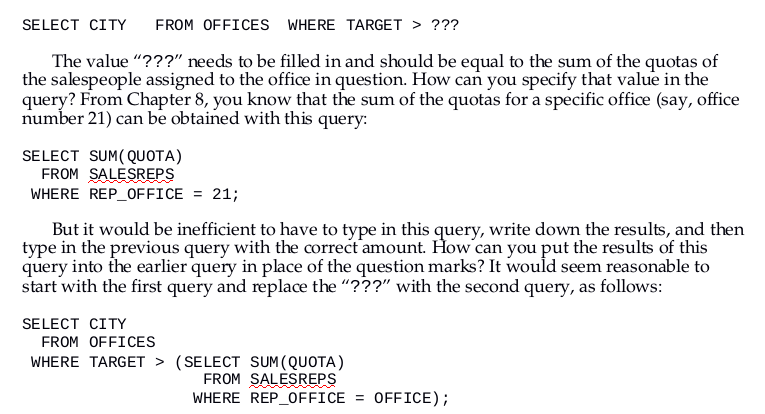 SELECT CITY   FROM OFFICES  WHERE TARGET > ???
The value “???” needs to be filled in and should be equal to the sum of the quotas of
the salespeople assigned to the office in question. How can you specify that value in the
query? From Chapter 8, you know that the sum of the quotas for a specific office (say, office
number 21) can be obtained with this query:
SELECT SUM(QUOTA)
FROM SALESREPS
WHERE REP_OFFICE = 21;
But it would be inefficient to have to type in this query, write down the results, and then
type in the previous query with the correct amount. How can you put the results of this
query into the earlier query in place of the question marks? It would seem reasonable to
start with the first query and replace the “???” with the second query, as follows:
SELECT CITY
FROM OFFICES
WHERE TARGET > (SELECT SUM(QUOTA)
FROM SALESREPS
WHERE REP_OFFICE = OFFICE);